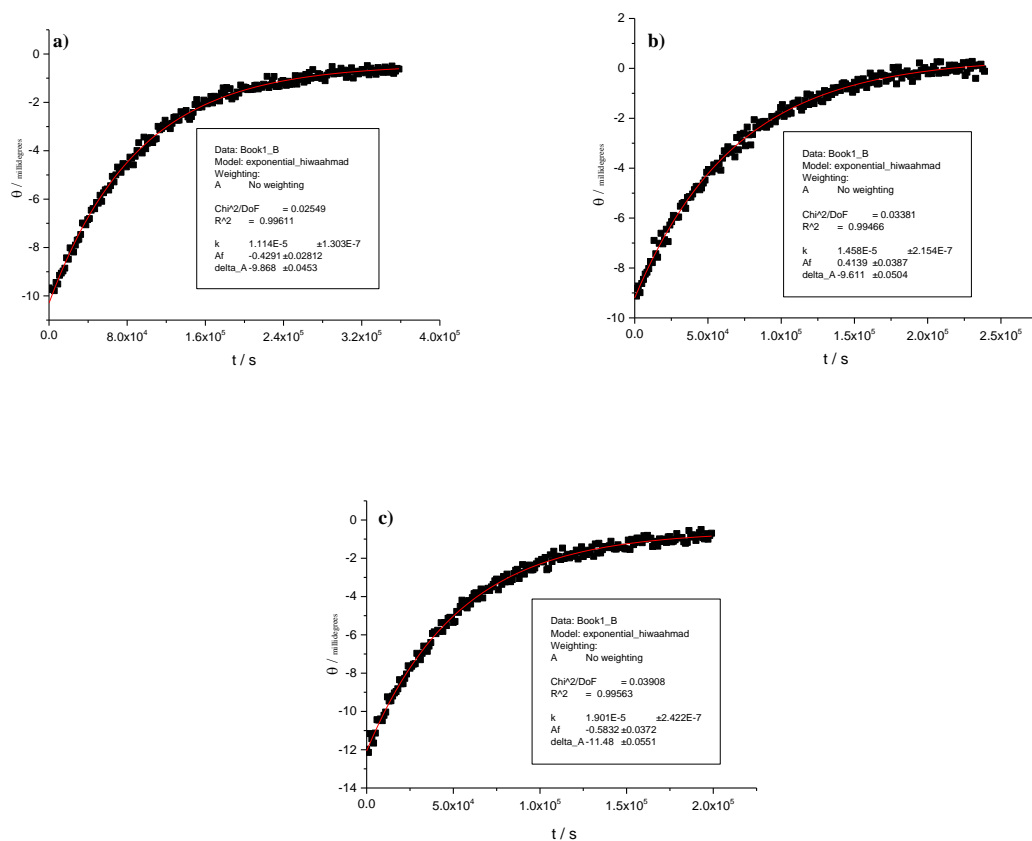 a)
0
-2
-4
-6
-8
-10
θ / millidegrees
0.0 8.0x10⁴ 1.6x10⁵ 2.4x10⁵ 3.2x10⁵ 4.0x10⁵
t / s
Data: Book1_B
Model: exponential_hiwaahmad
Weighting:
A No weighting
Chi^2/DoF = 0.02549
R^2 = 0.99611
k 1.114E-5 ±1.303E-7
Af -0.4291 ±0.02812
delta_A -9.868 ±0.0453
b)
2
0
-2
-4
-6
-8
-10
θ / millidegrees
0.0 5.0x10⁴ 1.0x10⁵ 1.5x10⁵ 2.0x10⁵ 2.5x10⁵
t / s
Data: Book1_B
Model: exponential_hiwaahmad
Weighting:
A No weighting
Chi^2/DoF = 0.03381
R^2 = 0.99466
k 1.458E-5 ±2.154E-7
Af 0.4139 ±0.0387
delta_A -9.611 ±0.0504
c)
0
-2
-4
-6
-8
-10
-12
-14
θ / millidegrees
0.0 5.0x10⁴ 1.0x10⁵ 1.5x10⁵ 2.0x10⁵
t / s
Data: Book1_B
Model: exponential_hiwaahmad
Weighting:
A No weighting
Chi^2/DoF = 0.03908
R^2 = 0.99563
k 1.901E-5 ±2.422E-7
Af -0.5832 ±0.0372
delta_A -11.48 ±0.0551